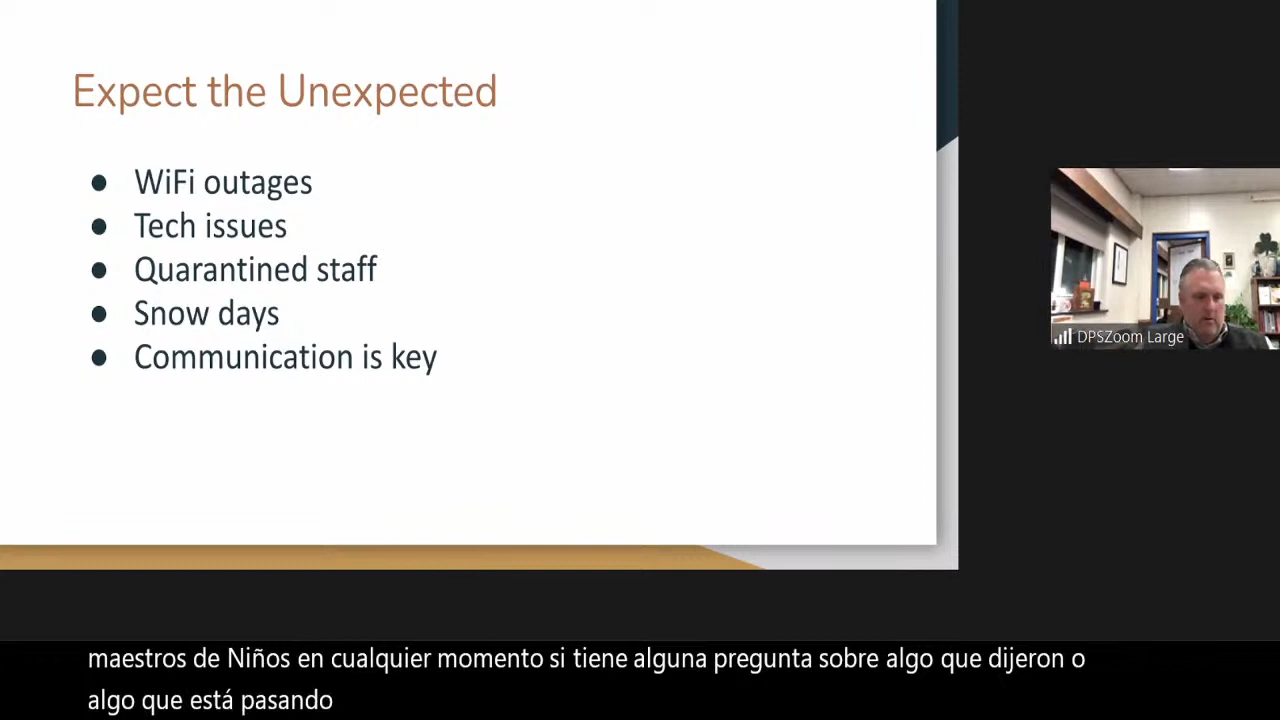 Expect the Unexpected
● WiFi outages
● Tech issues
● Quarantined staff
● Snow days
● Communication is key
DPSZoom Large
maestros de Niños en cualquier momento si tiene alguna pregunta sobre algo que dijeron o
algo que está pasando